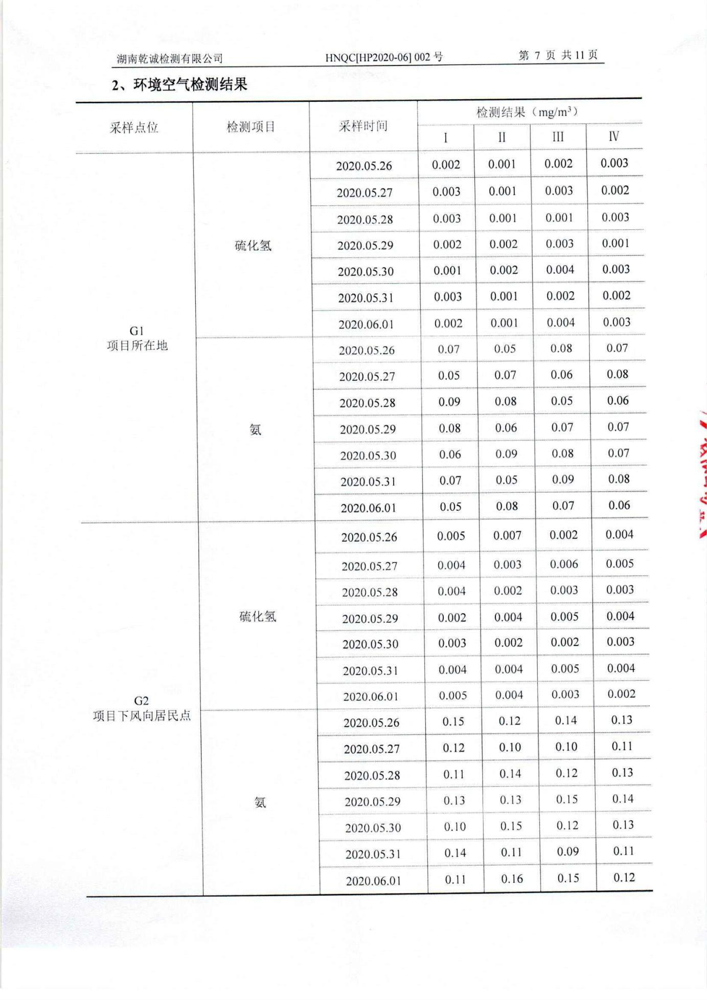 湖南乾诚检测有限公司 HNQC[HP2020-06] 002 号 第 7 页 共 11 页
2、环境空气检测结果
采样点位 检测项目 采样时间 检测结果（mg/m³）
I II III IV
G1
项目所在地
硫化氢
2020.05.26 0.002 0.001 0.002 0.003
2020.05.27 0.003 0.001 0.003 0.002
2020.05.28 0.003 0.001 0.001 0.003
2020.05.29 0.002 0.002 0.003 0.001
2020.05.30 0.001 0.002 0.004 0.003
2020.05.31 0.003 0.001 0.002 0.002
2020.06.01 0.002 0.001 0.004 0.003
氨
2020.05.26 0.07 0.05 0.08 0.07
2020.05.27 0.05 0.07 0.06 0.08
2020.05.28 0.09 0.08 0.05 0.06
2020.05.29 0.08 0.06 0.07 0.07
2020.05.30 0.06 0.09 0.08 0.07
2020.05.31 0.07 0.05 0.09 0.08
2020.06.01 0.05 0.08 0.07 0.06
G2
项目下风向居民点
硫化氢
2020.05.26 0.005 0.007 0.002 0.004
2020.05.27 0.004 0.003 0.006 0.005
2020.05.28 0.004 0.002 0.003 0.003
2020.05.29 0.002 0.004 0.005 0.004
2020.05.30 0.003 0.002 0.002 0.003
2020.05.31 0.004 0.004 0.005 0.004
2020.06.01 0.005 0.004 0.003 0.002
氨
2020.05.26 0.15 0.12 0.14 0.13
2020.05.27 0.12 0.10 0.10 0.11
2020.05.28 0.11 0.14 0.12 0.13
2020.05.29 0.13 0.13 0.15 0.14
2020.05.30 0.10 0.15 0.12 0.13
2020.05.31 0.14 0.11 0.09 0.11
2020.06.01 0.11 0.16 0.15 0.12